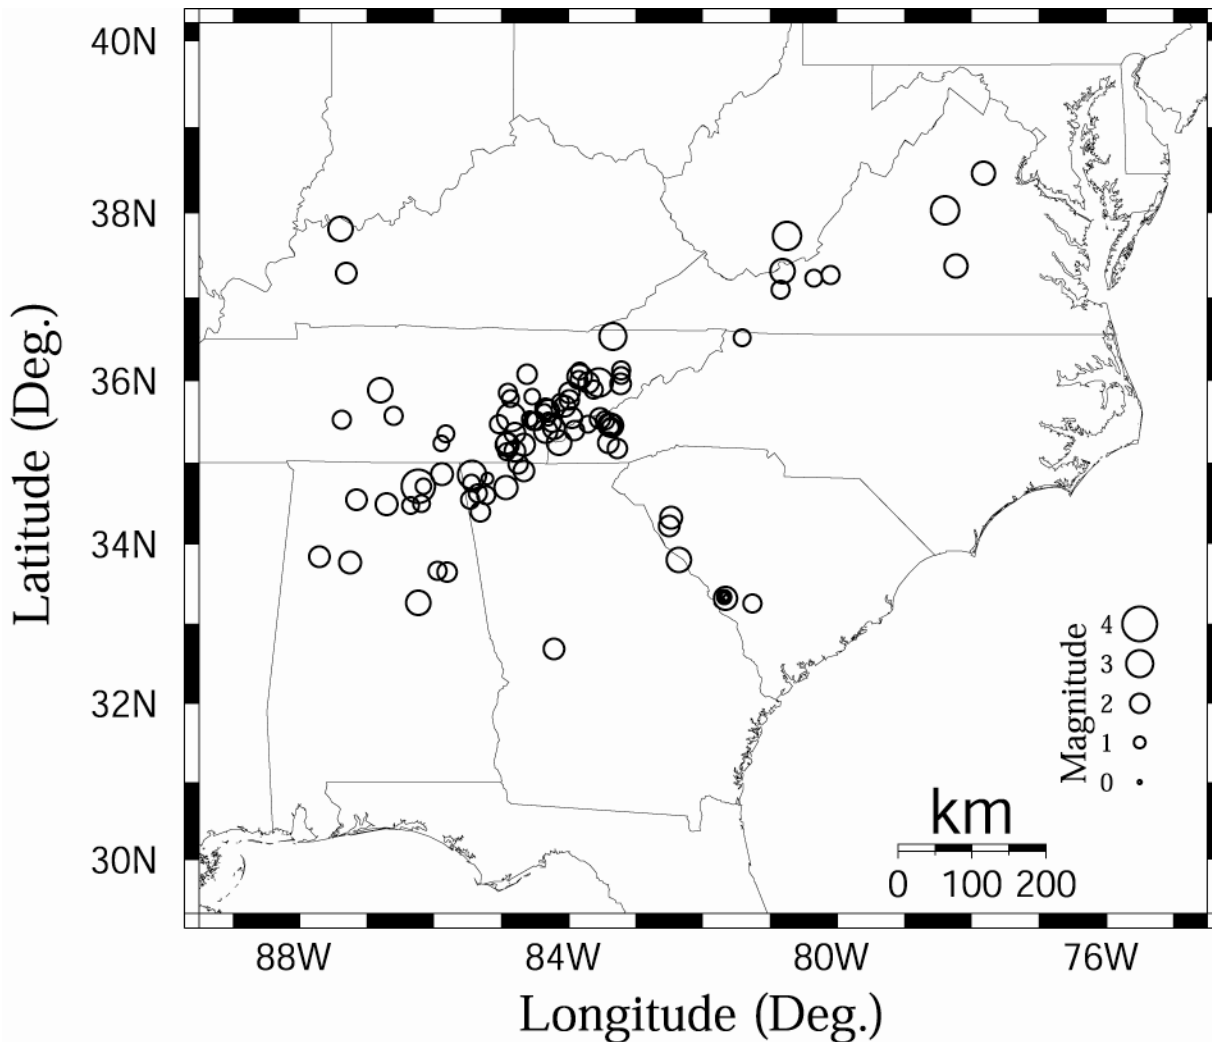 40N
38N
36N
34N
32N
30N
Latitude (Deg.)
88W 84W 80W 76W
Longitude (Deg.)
Magnitude
4
3
2
1
0
km
0 100 200